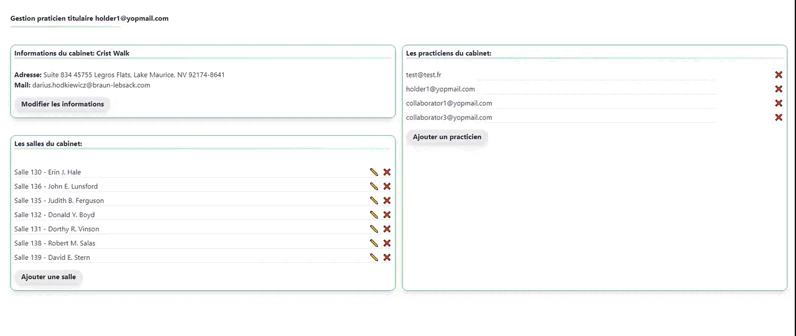 Gestion praticien titulaire holder1@yopmail.com
Informations du cabinet: Crist Walk
Adresse: Suite 834 45755 Legros Flats, Lake Maurice, NV 92174-8641
Mail: darius.hodkiewicz@braun-lebsack.com
Modifier les informations
Les salles du cabinet:
Salle 130 - Erin J. Hale
Salle 136 - John E. Lunsford
Salle 135 - Judith B. Ferguson
Salle 132 - Donald Y. Boyd
Salle 131 - Dorthy R. Vinson
Salle 138 - Robert M. Salas
Salle 139 - David E. Stern
Ajouter une salle
Les practiciens du cabinet:
test@test.fr
holder1@yopmail.com
collaborator1@yopmail.com
collaborator3@yopmail.com
Ajouter un practicien